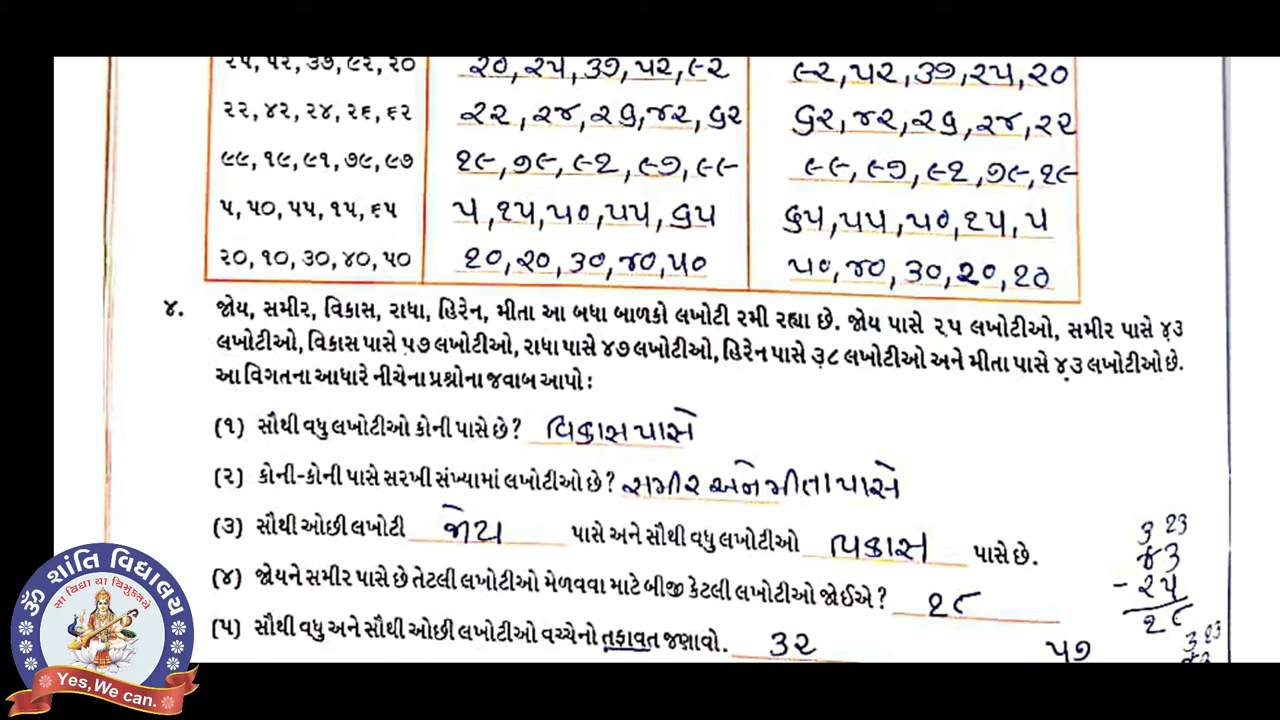 ૨૫, ૫૨, ૩૭, ૯૨, ૨૦ ૨૦, ૨૫, ૩૭, ૫૨, ૯૨ ૯૨, ૫૨, ૩૭, ૨૫, ૨૦
૨૨, ૪૨, ૨૪, ૨૬, ૬૨ ૨૨, ૨૪, ૨૬, ૪૨, ૬૨ ૬૨, ૪૨, ૨૬, ૨૪, ૨૨
૯૯, ૧૯, ૯૧, ૭૯, ૯૭ ૧૯, ૭૯, ૯૧, ૯૭, ૯૯ ૯૯, ૯૭, ૯૧, ૭૯, ૧૯
૫, ૫૦, ૫૫, ૧૫, ૬૫ ૫, ૧૫, ૫૦, ૫૫, ૬૫ ૬૫, ૫૫, ૫૦, ૧૫, ૫
૨૦, ૧૦, ૩૦, ૪૦, ૫૦ ૧૦, ૨૦, ૩૦, ૪૦, ૫૦ ૫૦, ૪૦, ૩૦, ૨૦, ૧૦
૪. જોય, સમીર, વિકાસ, રાધા, હિરેન, મીતા આ બધા બાળકો લખોટી રમી રહ્યા છે. જોય પાસે ૨૫ લખોટીઓ, સમીર પાસે ૪૩
લખોટીઓ, વિકાસ પાસે ૫૭ લખોટીઓ, રાધા પાસે ૪૭ લખોટીઓ, હિરેન પાસે ૩૮ લખોટીઓ અને મીતા પાસે ૪૩ લખોટીઓ છે.
આ વિગતના આધારે નીચેના પ્રશ્નોના જવાબ આપો :
(૧) સૌથી વધુ લખોટીઓ કોની પાસે છે? વિકાસ પાસે
(૨) કોની-કોની પાસે સરખી સંખ્યામાં લખોટીઓ છે? સમીર અને મીતા પાસે
(૩) સૌથી ઓછી લખોટી જોય પાસે અને સૌથી વધુ લખોટીઓ વિકાસ પાસે છે.
૩ ૧૩
૪૩
(૪) જોયને સમીર પાસે છે તેટલી લખોટીઓ મેળવવા માટે બીજી કેટલી લખોટીઓ જોઈએ? ૧૮
- ૨૫
૧૮
(૫) સૌથી વધુ અને સૌથી ઓછી લખોટીઓ વચ્ચેનો તફાવત જણાવો. ૩૨
૫૭
૩ ૧૩
ૐ શાંતિ વિદ્યાલય
સા વિદ્યા યા વિમુક્તયે
Yes, We can.